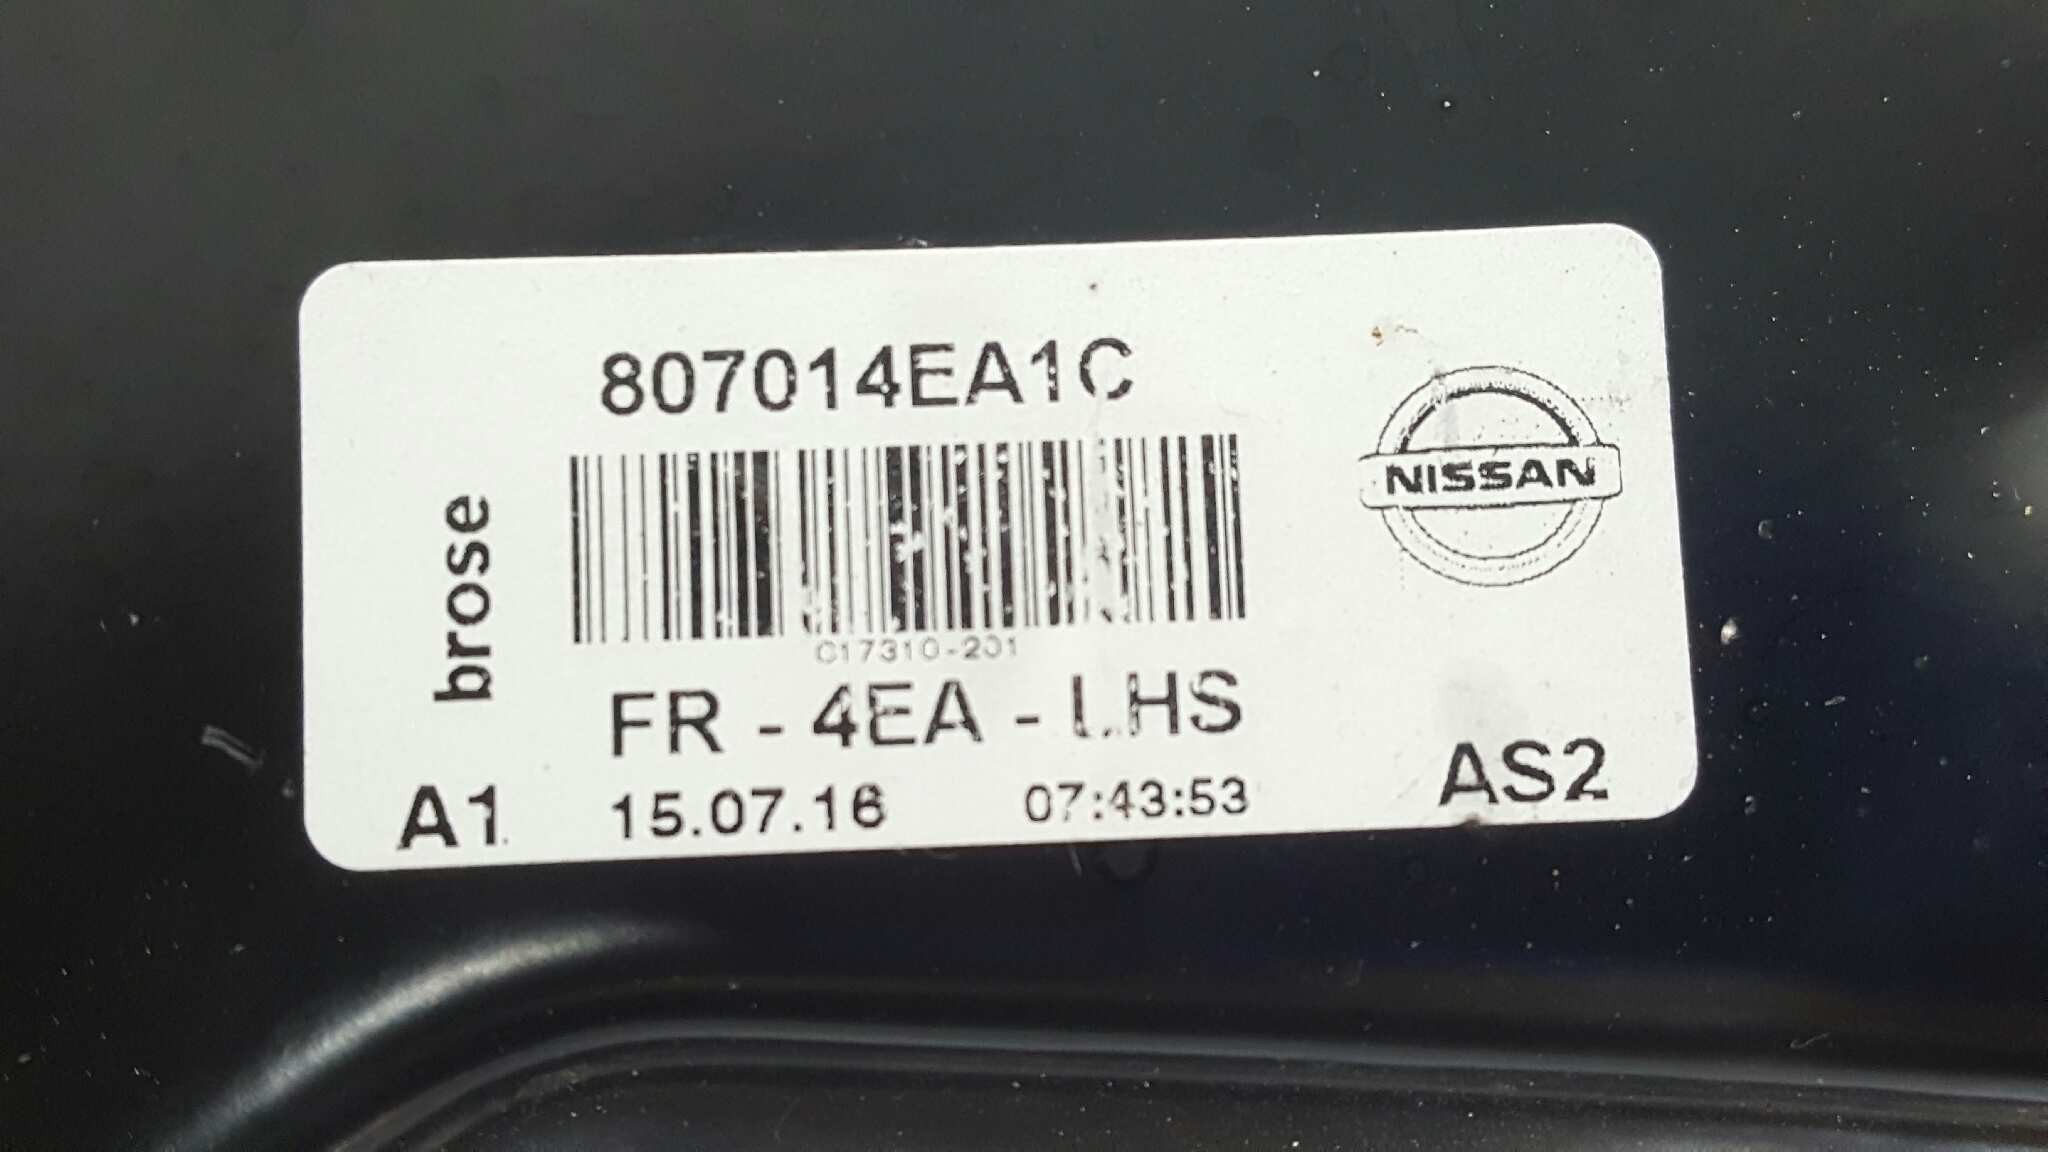 807014EA1C
NISSAN
brose
C17310-201
FR - 4EA - LHS
A1 15.07.16 07:43:53 AS2